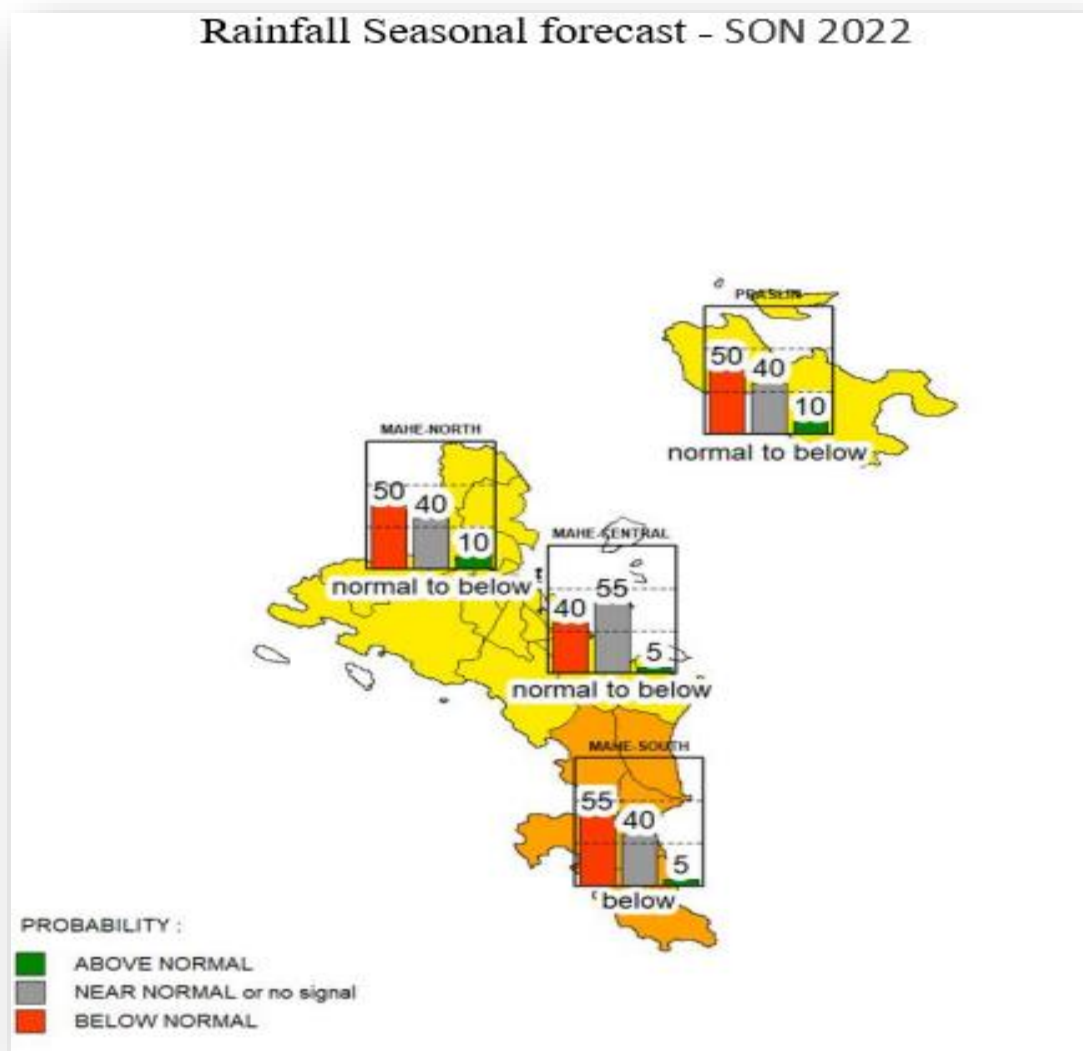 Rainfall Seasonal forecast - SON 2022
PRASLIN
50
40
10
normal to below
MAHE-NORTH
50
40
10
normal to below
MAHE-CENTRAL
40
55
5
normal to below
MAHE-SOUTH
55
40
5
below
PROBABILITY :
ABOVE NORMAL
NEAR NORMAL or no signal
BELOW NORMAL